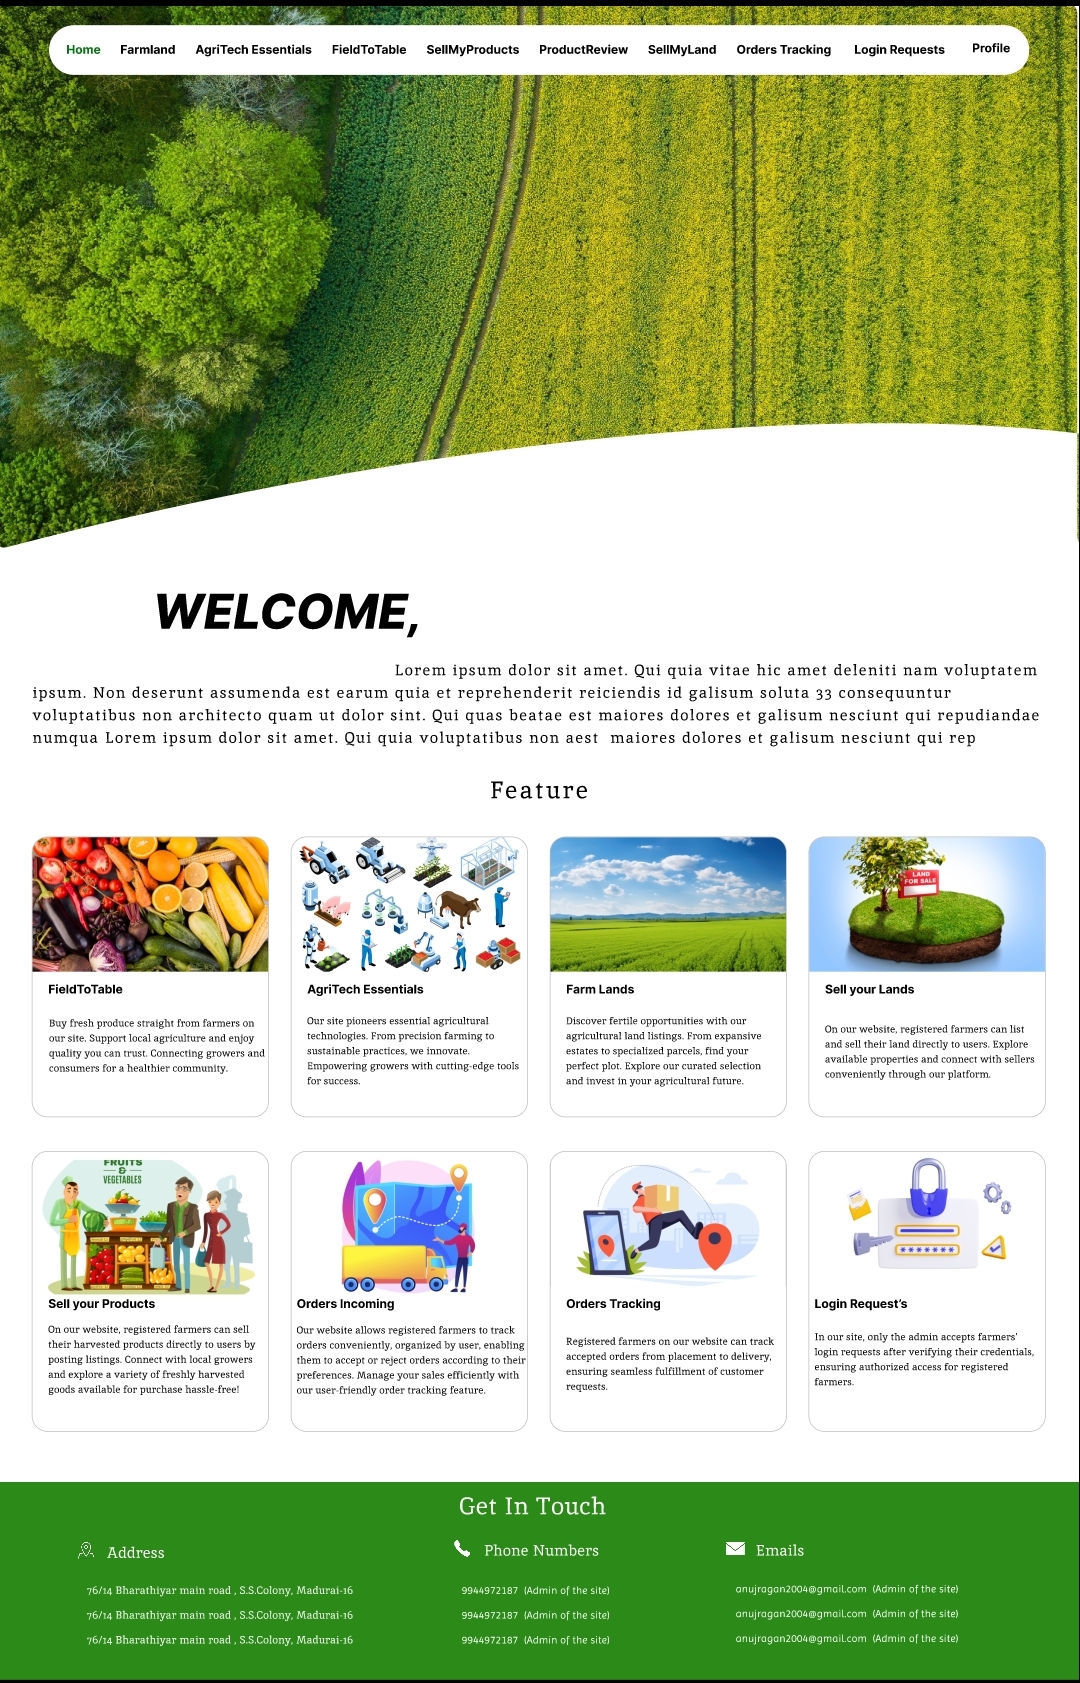 Home Farmland AgriTech Essentials FieldToTable SellMyProducts ProductReview SellMyLand Orders Tracking Login Requests Profile
WELCOME,
Lorem ipsum dolor sit amet. Qui quia vitae hic amet deleniti nam voluptatem
ipsum. Non deserunt assumenda est earum quia et reprehenderit reiciendis id galisum soluta 33 consequuntur
voluptatibus non architecto quam ut dolor sint. Qui quas beatae est maiores dolores et galisum nesciunt qui repudiandae
numqua Lorem ipsum dolor sit amet. Qui quia voluptatibus non aest maiores dolores et galisum nesciunt qui rep
Feature
FieldToTable
Buy fresh produce straight from farmers on
our site. Support local agriculture and enjoy
quality you can trust. Connecting growers and
consumers for a healthier community.
AgriTech Essentials
Our site pioneers essential agricultural
technologies. From precision farming to
sustainable practices, we innovate.
Empowering growers with cutting-edge tools
for success.
Farm Lands
Discover fertile opportunities with our
agricultural land listings. From expansive
estates to specialized parcels, find your
perfect plot. Explore our curated selection
and invest in your agricultural future.
LAND
FOR SALE
Sell your Lands
On our website, registered farmers can list
and sell their land directly to users. Explore
available properties and connect with sellers
conveniently through our platform.
FRUITS
&
VEGETABLES
Sell your Products
On our website, registered farmers can sell
their harvested products directly to users by
posting listings. Connect with local growers
and explore a variety of freshly harvested
goods available for purchase hassle-free!
Orders Incoming
Our website allows registered farmers to track
orders conveniently, organized by user, enabling
them to accept or reject orders according to their
preferences. Manage your sales efficiently with
our user-friendly order tracking feature.
Orders Tracking
Registered farmers on our website can track
accepted orders from placement to delivery,
ensuring seamless fulfillment of customer
requests.
Login Request's
In our site, only the admin accepts farmers'
login requests after verifying their credentials,
ensuring authorized access for registered
farmers.
Get In Touch
Address
76/14 Bharathiyar main road , S.S.Colony, Madurai-16
76/14 Bharathiyar main road , S.S.Colony, Madurai-16
76/14 Bharathiyar main road , S.S.Colony, Madurai-16
Phone Numbers
9944972187 (Admin of the site)
9944972187 (Admin of the site)
9944972187 (Admin of the site)
Emails
anujragan2004@gmail.com (Admin of the site)
anujragan2004@gmail.com (Admin of the site)
anujragan2004@gmail.com (Admin of the site)